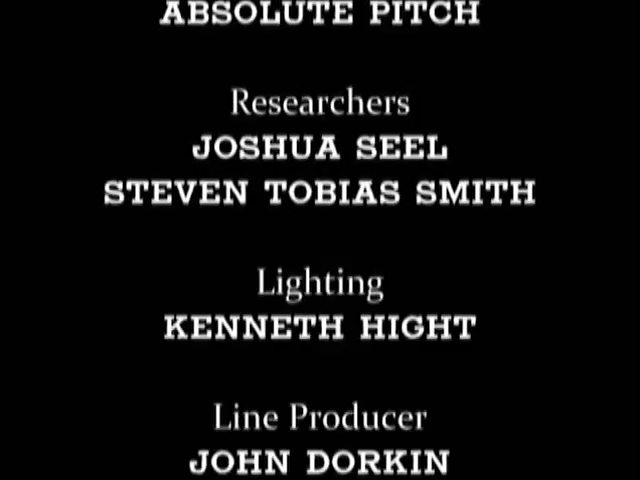 ABSOLUTE PITCH
Researchers
JOSHUA SEEL
STEVEN TOBIAS SMITH
Lighting
KENNETH HIGHT
Line Producer
JOHN DORKIN